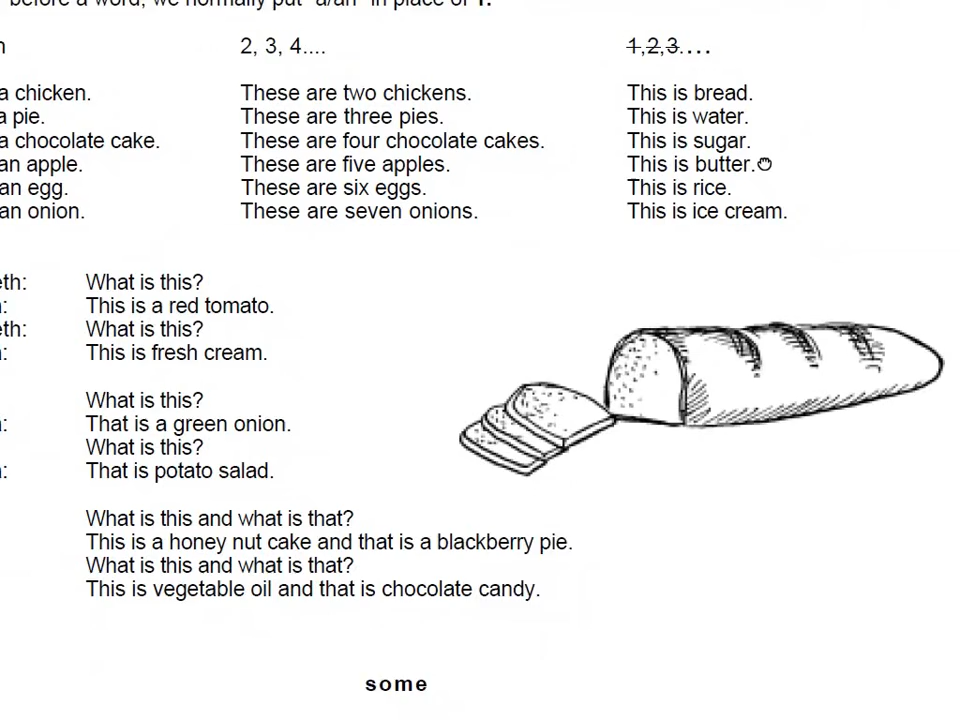 before a word, we normally put "a/an" in place of 1.
2, 3, 4....
1,2,3....
a chicken.
These are two chickens.
This is bread.
a pie.
These are three pies.
This is water.
a chocolate cake.
These are four chocolate cakes.
This is sugar.
an apple.
These are five apples.
This is butter.
an egg.
These are six eggs.
This is rice.
an onion.
These are seven onions.
This is ice cream.
eth:
What is this?
This is a red tomato.
eth:
What is this?
This is fresh cream.
What is this?
That is a green onion.
What is this?
That is potato salad.
What is this and what is that?
This is a honey nut cake and that is a blackberry pie.
What is this and what is that?
This is vegetable oil and that is chocolate candy.
some